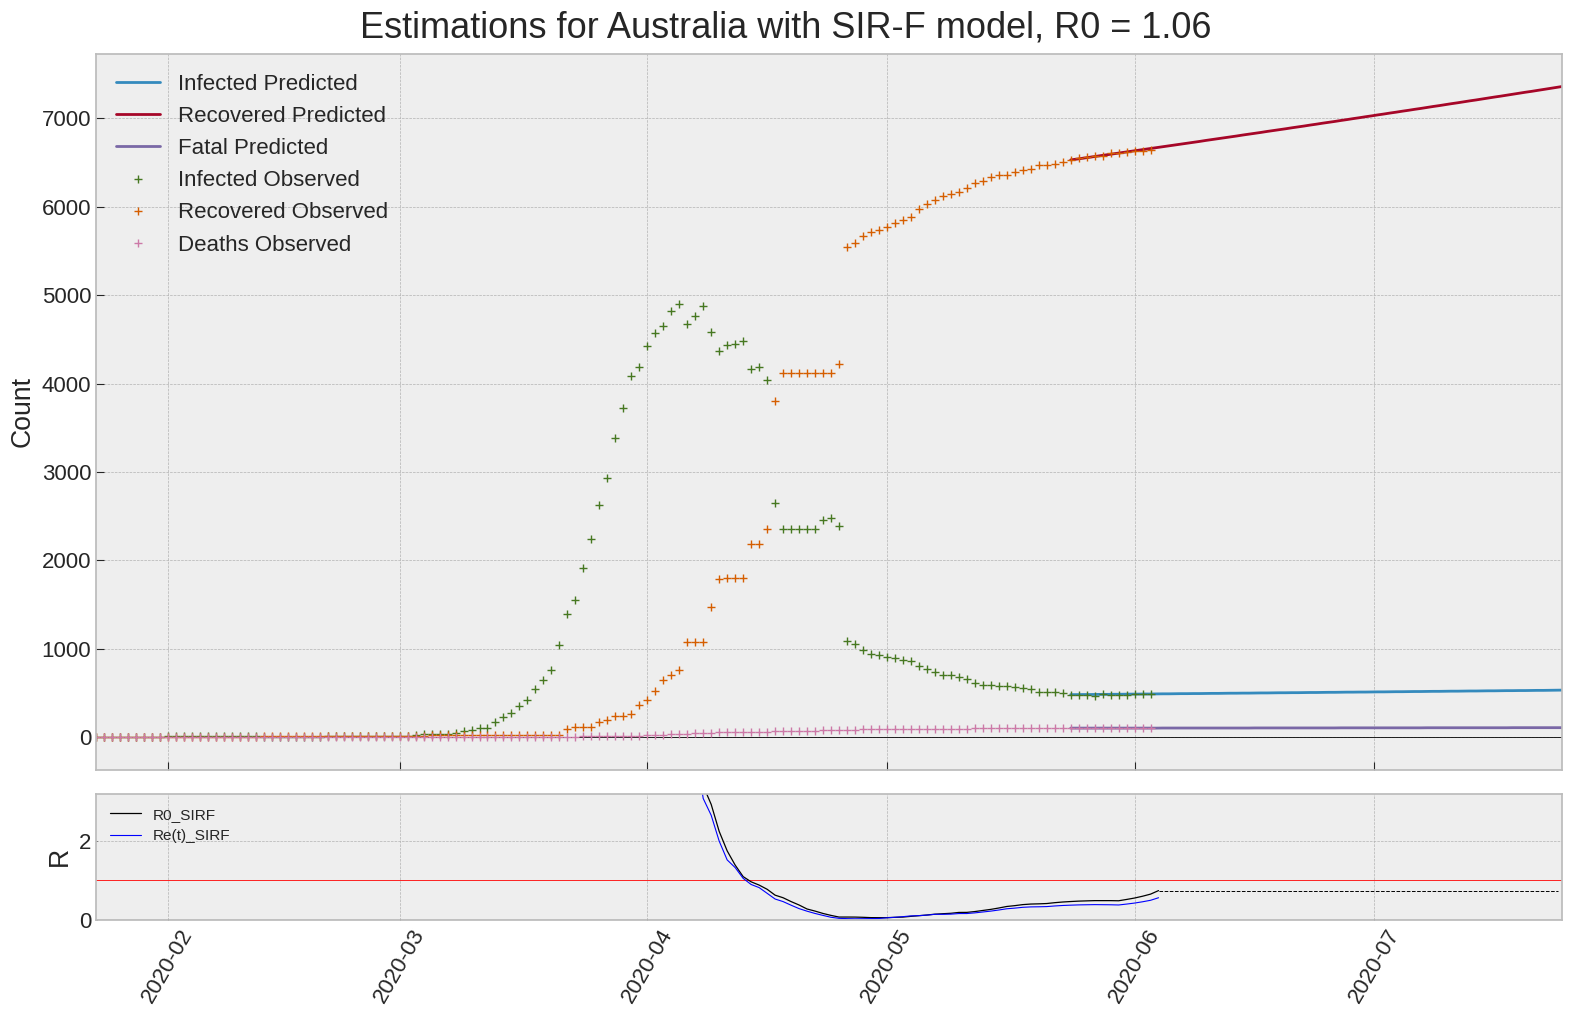 Estimations for Australia with SIR-F model, R0 = 1.06
Infected Predicted
Recovered Predicted
Fatal Predicted
Infected Observed
Recovered Observed
Deaths Observed
7000
6000
5000
4000
3000
2000
1000
0
Count
R0_SIRF
Re(t)_SIRF
2
0
R
2020-02
2020-03
2020-04
2020-05
2020-06
2020-07